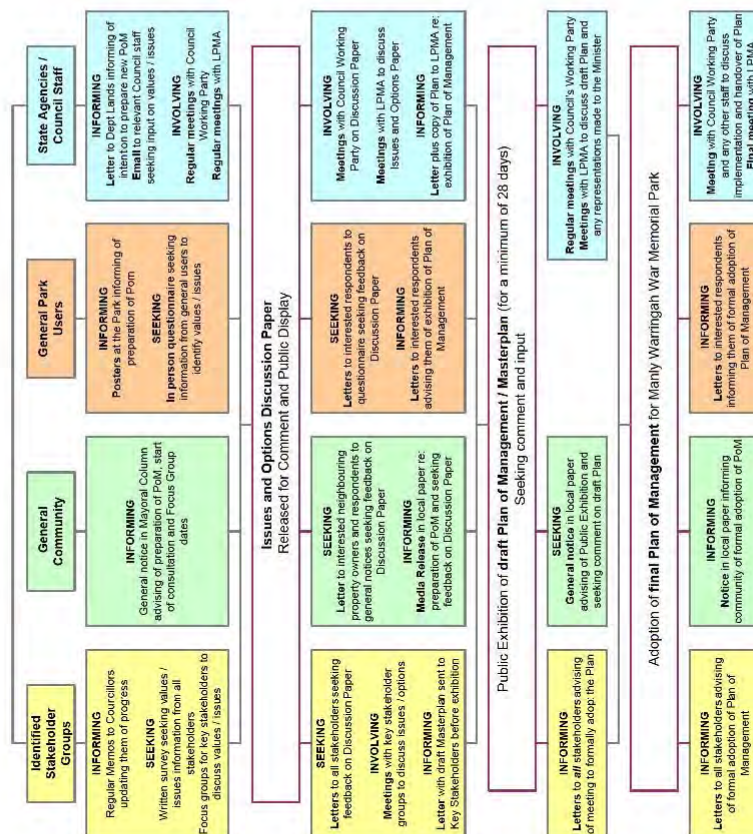 Identified
Stakeholder
Groups
General
Community
General Park
Users
State Agencies /
Council Staff
INFORMING
Regular Memos to Councillors
updating them of progress
SEEKING
Written survey seeking values /
issues information from all
stakeholders
Focus groups for key stakeholders to
discuss values / issues
INFORMING
General notice in Mayoral Column
advising of preparation of PoM, start
of consultation and Focus Group
dates
INFORMING
Posters at the Park informing of
preparation of Pom
SEEKING
In person questionnaire seeking
information from general users to
identify values / issues
INFORMING
Letter to Dept Lands informing of
intention to prepare new PoM
Email to relevant Council staff
seeking input on values / issues
INVOLVING
Regular meetings with Council
Working Party
Regular meetings with LPMA
Issues and Options Discussion Paper
Released for Comment and Public Display
SEEKING
Letters to all stakeholders seeking
feedback on Discussion Paper
INVOLVING
Meetings with key stakeholder
groups to discuss issues / options
INFORMING
Letter with draft Masterplan sent to
Key Stakeholders before exhibition
SEEKING
Letter to interested neighbouring
property owners and respondents to
general notices seeking feedback on
Discussion Paper
INFORMING
Media Release in local paper re:
preparation of PoM and seeking
feedback on Discussion Paper
SEEKING
Letters to interested respondents to
questionnaire seeking feedback on
Discussion Paper
INFORMING
Letters to interested respondents
advising them of exhibition of Plan of
Management
INVOLVING
Meetings with Council Working
Party on Discussion Paper
Meetings with LPMA to discuss
Issues and Options Paper
INFORMING
Letter plus copy of Plan to LPMA re:
exhibition of Plan of Management
Public Exhibition of draft Plan of Management / Masterplan (for a minimum of 28 days)
Seeking comment and input
INFORMING
Letters to all stakeholders advising
of meeting to formally adopt the Plan
SEEKING
General notice in local paper
advising of Public Exhibition and
seeking comment on draft Plan
INVOLVING
Regular meetings with Council's Working Party
Meetings with LPMA to discuss draft Plan and
any representations made to the Minister
Adoption of final Plan of Management for Manly Warringah War Memorial Park
INFORMING
Letters to all stakeholders advising
of formal adoption of Plan of
Management
INFORMING
Notice in local paper informing
community of formal adoption of PoM
INFORMING
Letters to interested respondents
informing them of formal adoption of
Plan of Management
INVOLVING
Meeting with Council Working Party
and any other staff to discuss
implementation and handover of Plan
Final meeting with LPMA